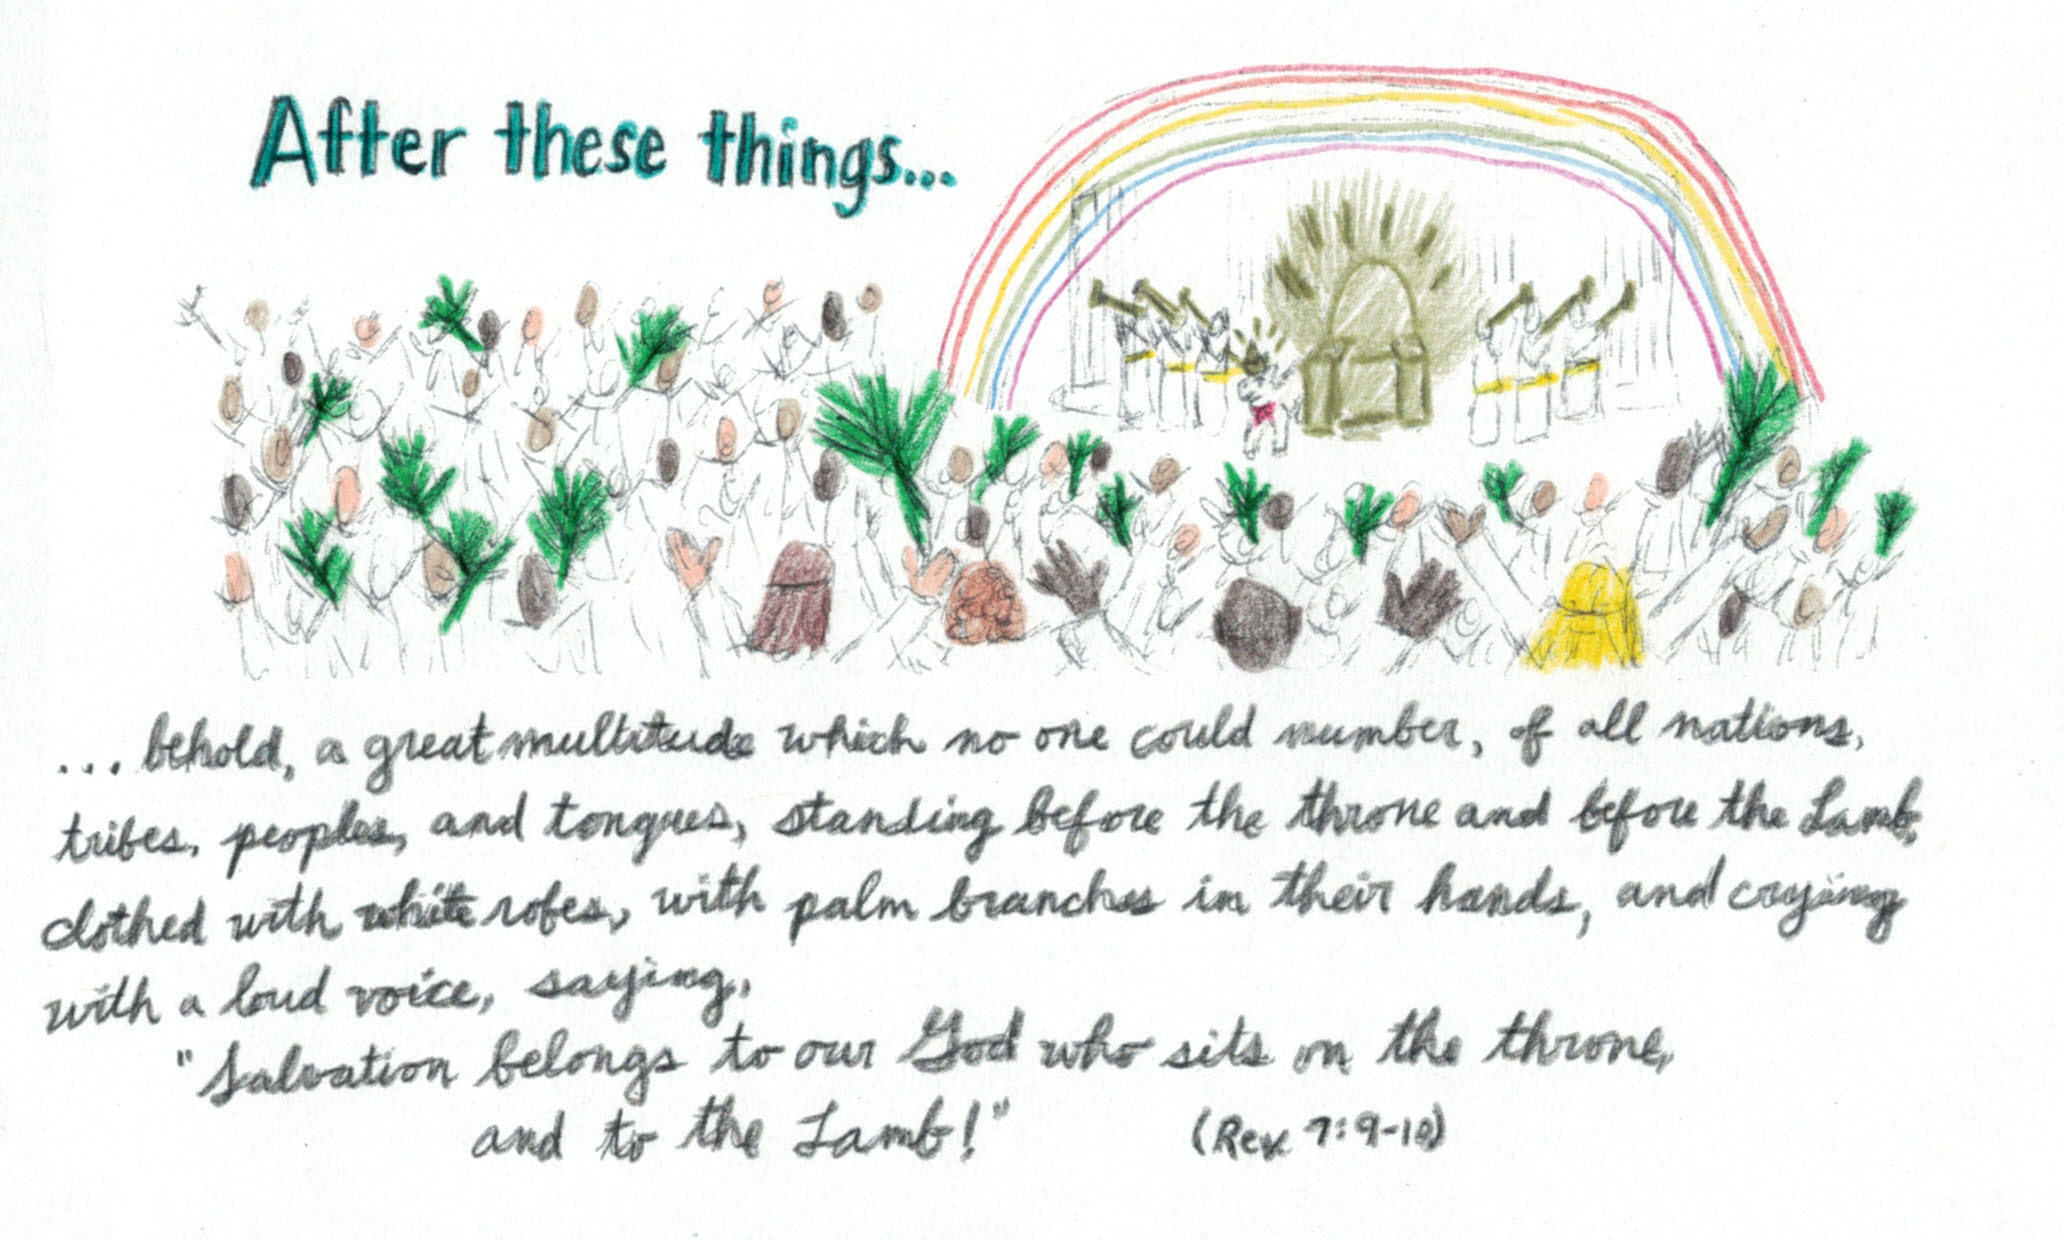 After these things...
... behold, a great multitude which no one could number, of all nations,
tribes, peoples, and tongues, standing before the throne and before the Lamb,
clothed with white robes, with palm branches in their hands, and crying
with a loud voice, saying,
"Salvation belongs to our God who sits on the throne,
and to the Lamb!" (Rev. 7:9-10)